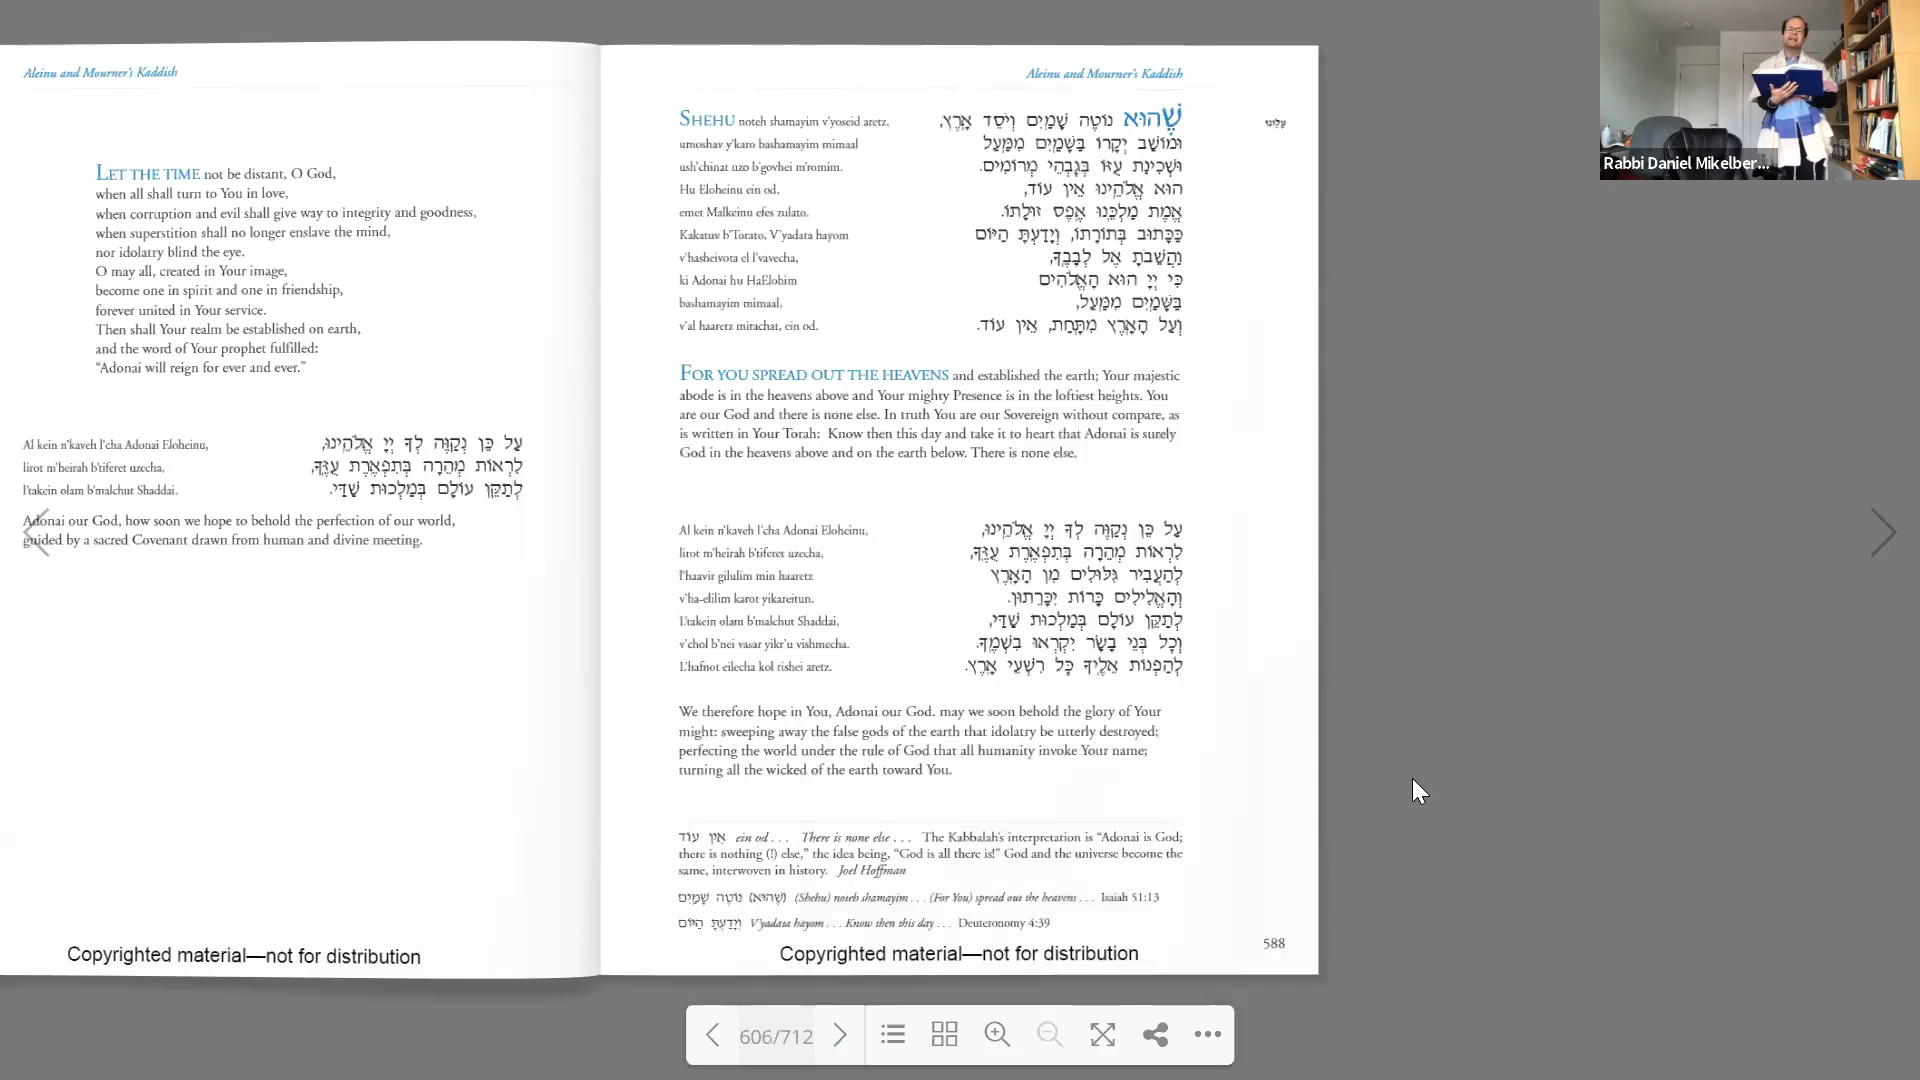 Aleinu and Mourner's Kaddish
LET THE TIME not be distant, O God,
when all shall turn to You in love,
when corruption and evil shall give way to integrity and goodness,
when superstition shall no longer enslave the mind,
nor idolatry blind the eye.
O may all, created in Your image,
become one in spirit and one in friendship,
forever united in Your service.
Then shall Your realm be established on earth,
and the word of Your prophet fulfilled:
“Adonai will reign for ever and ever.”
Al kein n'kaveh l'cha Adonai Eloheinu,
lirot m'heirah b'tiferet uzecha,
l'takein olam b'malchut Shaddai.
עַל כֵּן נְקַוֶּה לְךָ יְיָ אֱלֹהֵינוּ,
לִרְאוֹת מְהֵרָה בְּתִפְאֶרֶת עֻזֶּךָ,
לְתַקֵּן עוֹלָם בְּמַלְכוּת שַׁדַּי.
Adonai our God, how soon we hope to behold the perfection of our world,
guided by a sacred Covenant drawn from human and divine meeting.
Copyrighted material—not for distribution
Aleinu and Mourner's Kaddish
עָלֵינוּ
SHEHU noteh shamayim v'yoseid aretz,
umoshav y'karo bashamayim mimaal
ush'chinat uzo b'govhei m'romim.
Hu Eloheinu ein od,
emet Malkeinu efes zulato.
Kakatuv b'Torato, V'yadata hayom
v'hasheivota el l'vavecha,
ki Adonai hu HaElohim
bashamayim mimaal,
v'al haaretz mitachat, ein od.
שֶׁהוּא נוֹטֶה שָׁמַיִם וְיֹסֵד אָרֶץ,
וּמוֹשַׁב יְקָרוֹ בַּשָּׁמַיִם מִמַּעַל
וּשְׁכִינַת עֻזּוֹ בְּגָבְהֵי מְרוֹמִים.
הוּא אֱלֹהֵינוּ אֵין עוֹד,
אֱמֶת מַלְכֵּנוּ אֶפֶס זוּלָתוֹ.
כַּכָּתוּב בְּתוֹרָתוֹ, וְיָדַעְתָּ הַיּוֹם
וַהֲשֵׁבֹתָ אֶל לְבָבֶךָ,
כִּי יְיָ הוּא הָאֱלֹהִים
בַּשָּׁמַיִם מִמַּעַל,
וְעַל הָאָרֶץ מִתָּחַת, אֵין עוֹד.
FOR YOU SPREAD OUT THE HEAVENS and established the earth; Your majestic
abode is in the heavens above and Your mighty Presence is in the loftiest heights. You
are our God and there is none else. In truth You are our Sovereign without compare, as
is written in Your Torah: Know then this day and take it to heart that Adonai is surely
God in the heavens above and on the earth below. There is none else.
Al kein n'kaveh l'cha Adonai Eloheinu,
lirot m'heirah b'tiferet uzecha,
l'haavir gilulim min haaretz
v'ha-elilim karot yikareitun.
L'takein olam b'malchut Shaddai,
v'chol b'nei vasar yikr'u vishmecha.
L'hafnot eilecha kol rishei aretz.
עַל כֵּן נְקַוֶּה לְךָ יְיָ אֱלֹהֵינוּ,
לִרְאוֹת מְהֵרָה בְּתִפְאֶרֶת עֻזֶּךָ,
לְהַעֲבִיר גִּלּוּלִים מִן הָאָרֶץ
וְהָאֱלִילִים כָּרוֹת יִכָּרֵתוּן.
לְתַקֵּן עוֹלָם בְּמַלְכוּת שַׁדַּי,
וְכָל בְּנֵי בָשָׂר יִקְרְאוּ בִשְׁמֶךָ.
לְהַפְנוֹת אֵלֶיךָ כָּל רִשְׁעֵי אָרֶץ.
We therefore hope in You, Adonai our God. may we soon behold the glory of Your
might: sweeping away the false gods of the earth that idolatry be utterly destroyed;
perfecting the world under the rule of God that all humanity invoke Your name;
turning all the wicked of the earth toward You.
אֵין עוֹד ein od . . . There is none else . . . The Kabbalah's interpretation is “Adonai is God;
there is nothing (!) else,” the idea being, “God is all there is!” God and the universe become the
same, interwoven in history. Joel Hoffman
(שֶׁהוּא) נוֹטֶה שָׁמַיִם (Shehu) noteh shamayim . . . (For You) spread out the heavens . . . Isaiah 51:13
וְיָדַעְתָּ הַיּוֹם V'yadata hayom . . . Know then this day . . . Deuteronomy 4:39
588
Copyrighted material—not for distribution
606/712
Rabbi Daniel Mikelber...